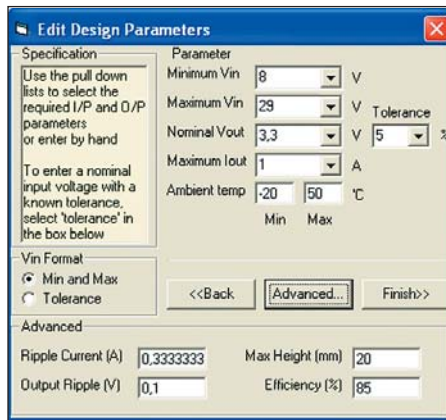 Edit Design Parameters
Specification
Use the pull down
lists to select the
required I/P and O/P
parameters
or enter by hand
To enter a nominal
input voltage with a
known tolerance,
select 'tolerance' in
the box below
Parameter
Minimum Vin 8 V
Maximum Vin 29 V Tolerance
Nominal Vout 3,3 V 5 %
Maximum Iout 1 A
Ambient temp -20 50 °C
Min Max
Vin Format
Min and Max
Tolerance
<<Back Advanced... Finish>>
Advanced
Ripple Current (A) 0,3333333 Max Height (mm) 20
Output Ripple (V) 0,1 Efficiency (%) 85